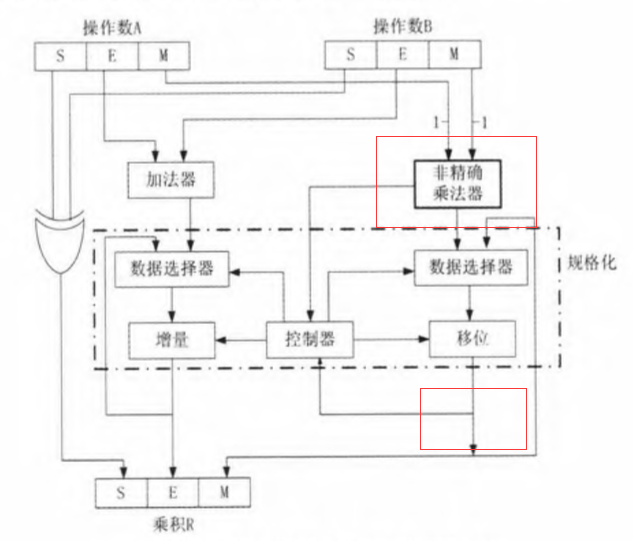 操作数A
操作数B
S E M
S E M
1 1
加法器
非精确
乘法器
数据选择器
数据选择器
规格化
增量
控制器
移位
S E M
乘积R